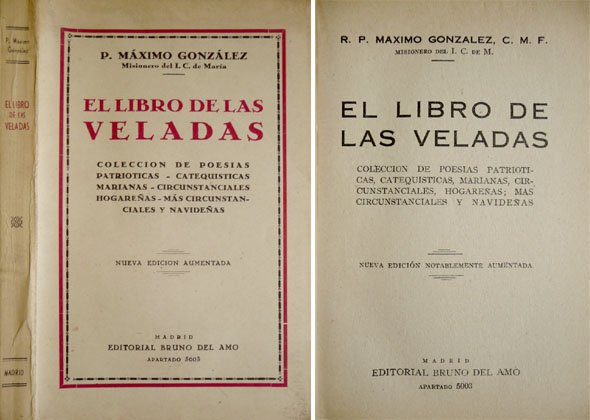 P. Máximo
González
EL LIBRO
DE LAS
VELADAS
MADRID
P. MÁXIMO GONZÁLEZ
Misionero del I. C. de María
EL LIBRO DE LAS
VELADAS
COLECCION DE POESIAS
PATRIOTICAS - CATEQUISTICAS
MARIANAS - CIRCUNSTANCIALES
HOGAREÑAS - MÁS CIRCUNSTAN-
CIALES Y NAVIDEÑAS
NUEVA EDICION AUMENTADA
MADRID
EDITORIAL BRUNO DEL AMO
APARTADO 5003
R. P. MAXIMO GONZALEZ, C. M. F.
MISIONERO DEL I. C. DE M.
EL LIBRO DE
LAS VELADAS
COLECCION DE POESIAS PATRIOTI-
CAS, CATEQUISTICAS, MARIANAS, CIR-
CUNSTANCIALES, HOGAREÑAS; MAS
CIRCUNSTANCIALES Y NAVIDEÑAS
NUEVA EDICIÓN NOTABLEMENTE AUMENTADA
MADRID
EDITORIAL BRUNO DEL AMO
APARTADO 5003